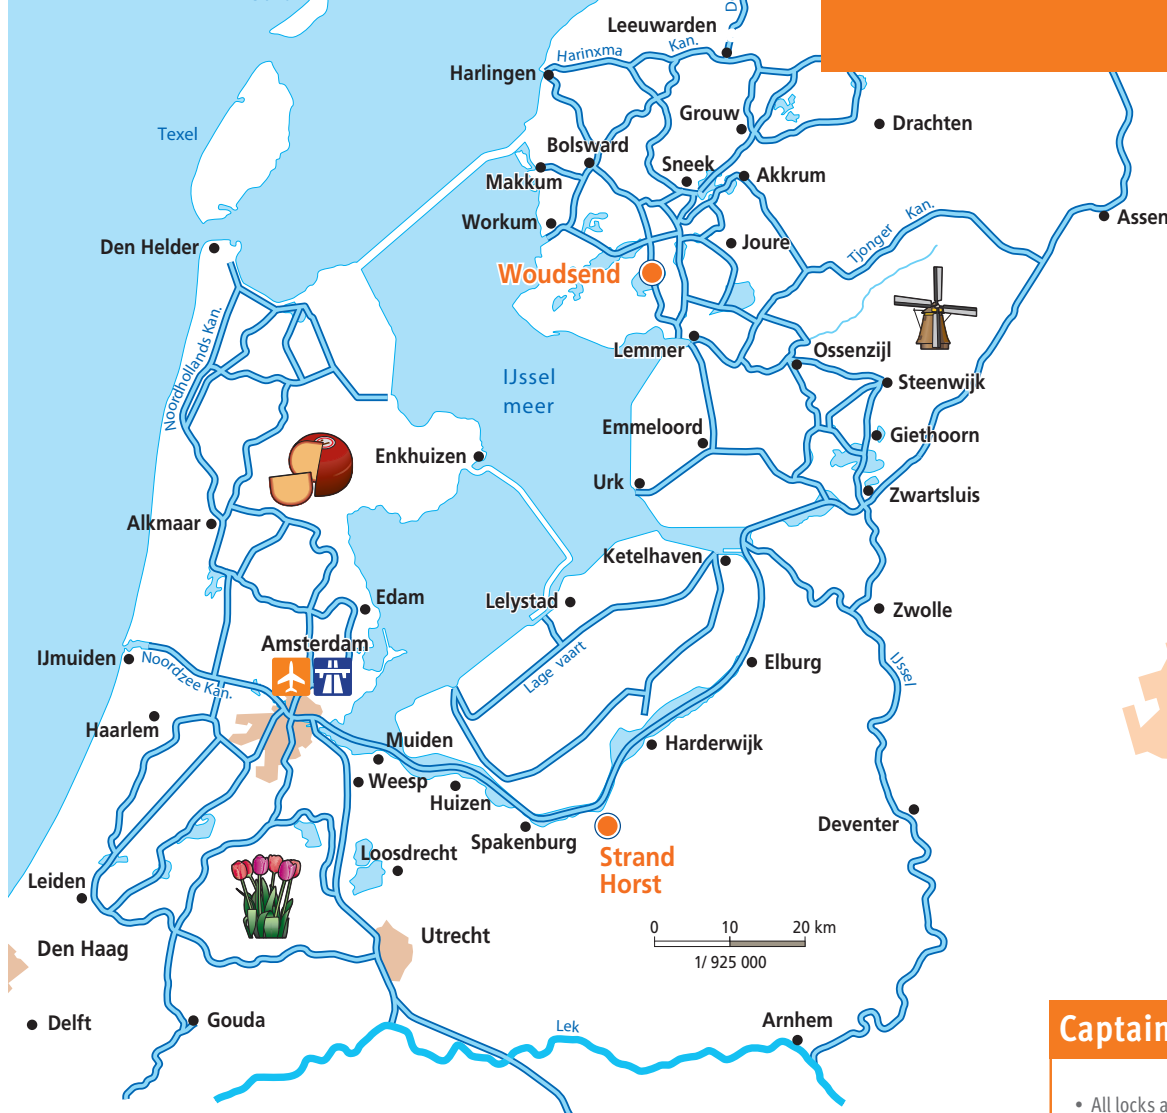 Leeuwarden
D
Harinxma Kan.
Harlingen
Grouw
Drachten
Texel
Bolsward
Sneek
Akkrum
Makkum
Workum
Assen
Den Helder
Joure
Tjonger Kan.
Woudsend
Noordhollands Kan.
Lemmer
Ossenzijl
IJssel
meer
Steenwijk
Emmeloord
Giethoorn
Enkhuizen
Urk
Zwartsluis
Alkmaar
Ketelhaven
Edam
Lelystad
Zwolle
Amsterdam
IJmuiden
Noordzee Kan.
Lage vaart
Elburg
IJssel
Haarlem
Muiden
Harderwijk
Weesp
Huizen
Spakenburg
Deventer
Loosdrecht
Strand
Horst
Leiden
Utrecht
0 10 20 km
1/ 925 000
Den Haag
Delft
Gouda
Lek
Arnhem
Captain
• All locks a